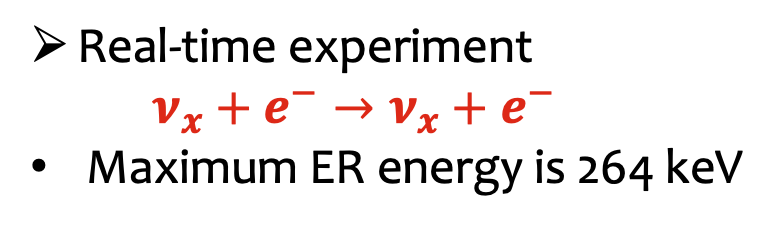 ➢ Real-time experiment
νₓ + e⁻ → νₓ + e⁻
• Maximum ER energy is 264 keV